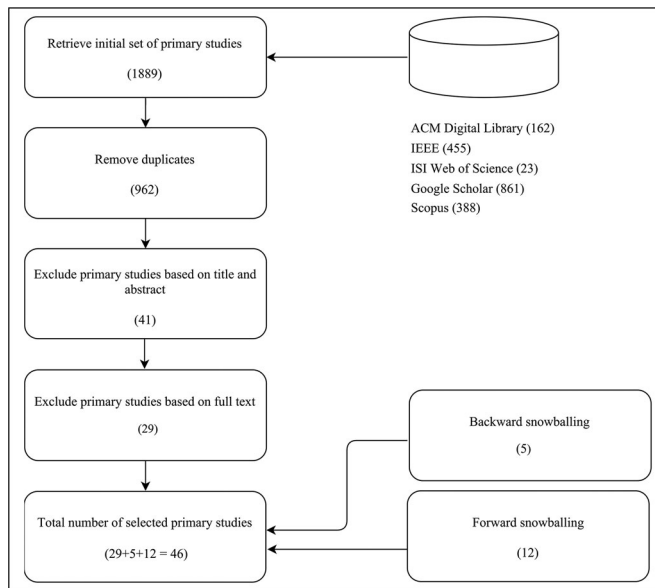 Retrieve initial set of primary studies
(1889)
ACM Digital Library (162)
IEEE (455)
ISI Web of Science (23)
Google Scholar (861)
Scopus (388)
Remove duplicates
(962)
Exclude primary studies based on title and
abstract
(41)
Exclude primary studies based on full text
(29)
Backward snowballing
(5)
Total number of selected primary studies
(29+5+12 = 46)
Forward snowballing
(12)